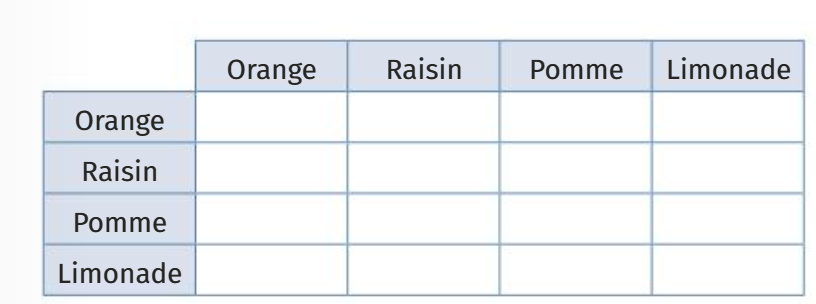 Orange Raisin Pomme Limonade
Orange
Raisin
Pomme
Limonade